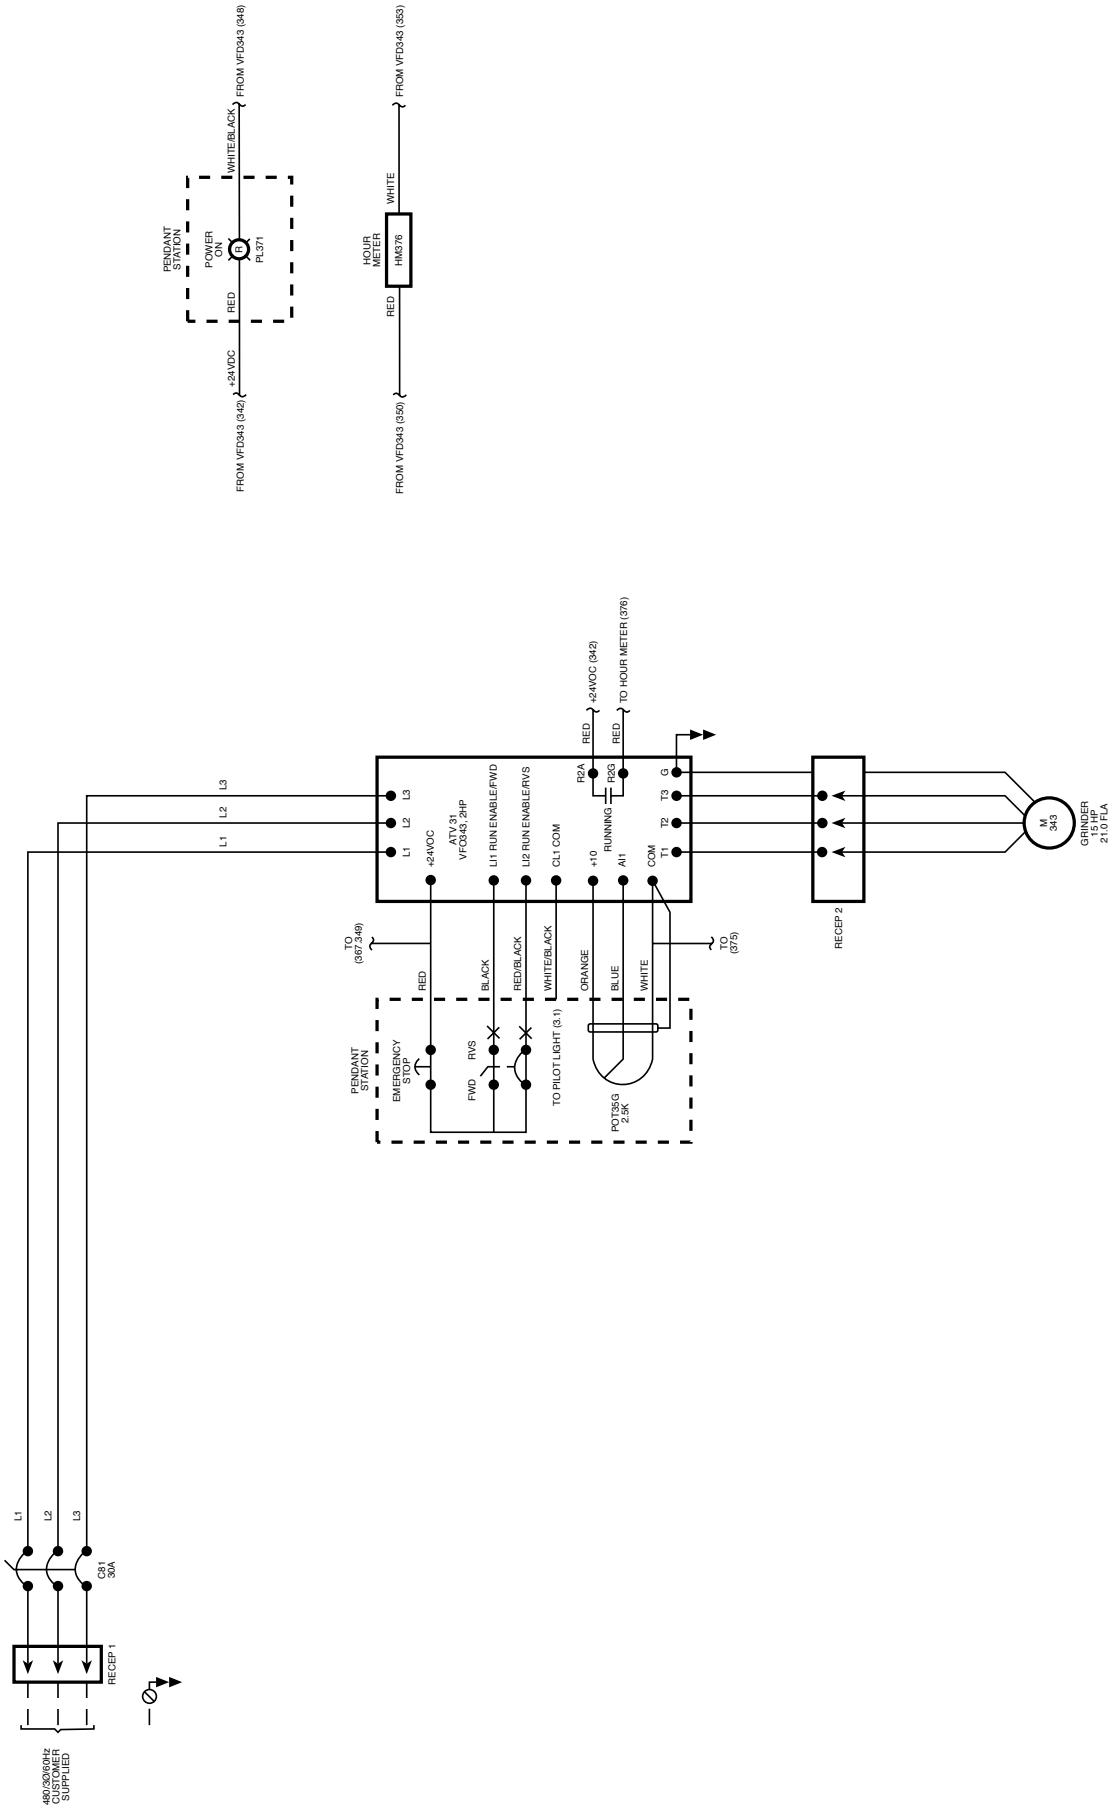 480/3Ø/60Hz
CUSTOMER
SUPPLIED
RECEP 1
C81
30A
L1
L2
L3
L1
L2
L3
PENDANT
STATION
EMERGENCY
STOP
FWD
RVS
TO PILOT LIGHT (3.1)
POT35G
2.5K
TO
(367.349)
RED
BLACK
RED/BLACK
WHITE/BLACK
ORANGE
BLUE
WHITE
TO
(375)
L1
L2
L3
+24VOC
ATV 31
VFO343, 2HP
LI1 RUN ENABLE/FWD
LI2 RUN ENABLE/RVS
CL1 COM
+10
RUNNING
AI1
COM
R2A
R2G
T1
T2
T3
G
RED
+24VOC (342)
RED
TO HOUR METER (376)
RECEP 2
M
343
GRINDER
15 HP
21.0 FLA
FROM VFD343 (342)
+24VDC
PENDANT
STATION
RED
POWER
ON
R
PL371
WHITE/BLACK
FROM VFD343 (348)
FROM VFD343 (350)
RED
HOUR
METER
HM376
WHITE
FROM VFD343 (353)